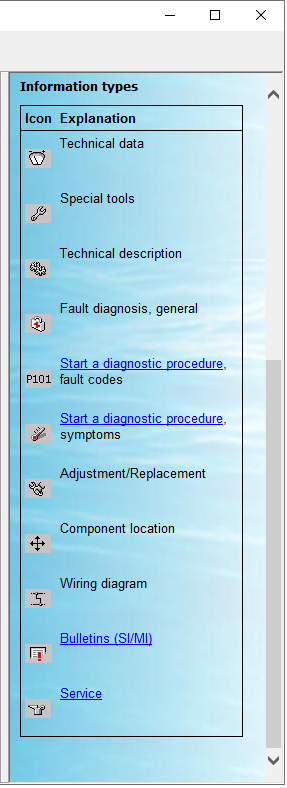 Information types
Icon Explanation
Technical data
Special tools
Technical description
Fault diagnosis, general
Start a diagnostic procedure,
P101 fault codes
Start a diagnostic procedure,
symptoms
Adjustment/Replacement
Component location
Wiring diagram
Bulletins (SI/MI)
Service